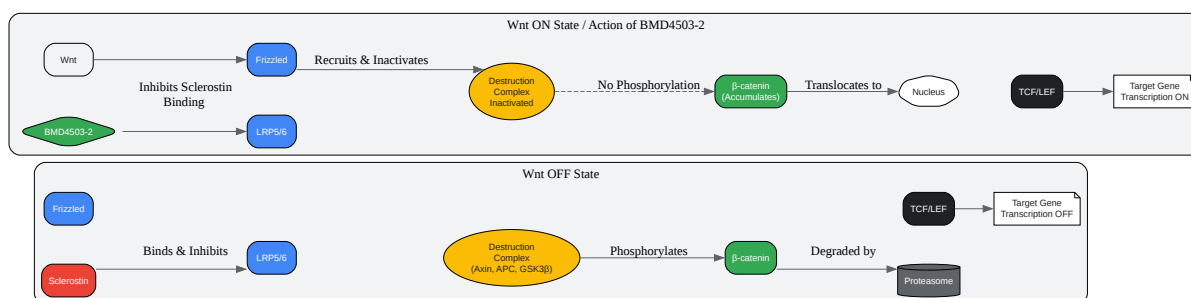 Wnt ON State / Action of BMD4503-2
Wnt
Frizzled
Recruits & Inactivates
Inhibits Sclerostin
Binding
Destruction
Complex
Inactivated
No Phosphorylation
β-catenin
(Accumulates)
Translocates to
Nucleus
TCF/LEF
Target Gene
Transcription ON
BMD4503-2
LRP5/6
Wnt OFF State
Frizzled
TCF/LEF
Target Gene
Transcription OFF
Binds & Inhibits
LRP5/6
Sclerostin
Destruction
Complex
(Axin, APC, GSK3β)
Phosphorylates
β-catenin
Degraded by
Proteasome